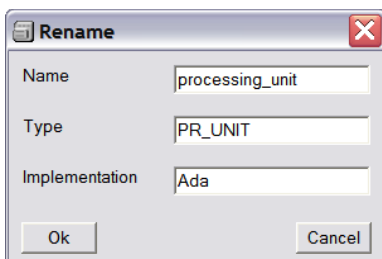 Rename
Name processing_unit
Type PR_UNIT
Implementation Ada
Ok Cancel